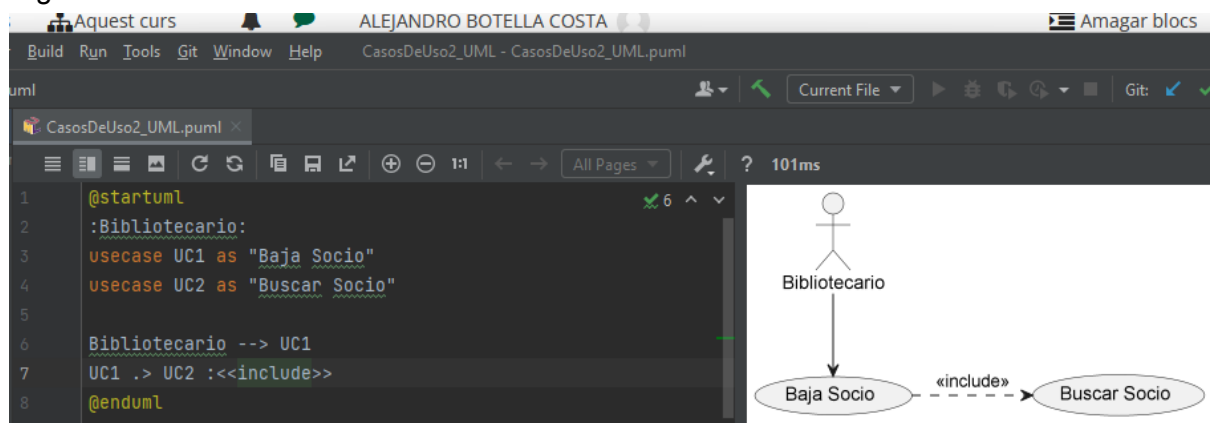 Aquest curs ALEJANDRO BOTELLA COSTA Amagar blocs
Build Run Tools Git Window Help CasosDeUso2_UML - CasosDeUso2_UML.puml
uml Current File Git:
CasosDeUso2_UML.puml
1:1 All Pages ? 101ms
1 @startuml 6
2 :Bibliotecario:
3 usecase UC1 as "Baja Socio"
4 usecase UC2 as "Buscar Socio"
5
6 Bibliotecario --> UC1
7 UC1 .> UC2 :<<include>>
8 @enduml
Bibliotecario
Baja Socio «include» Buscar Socio